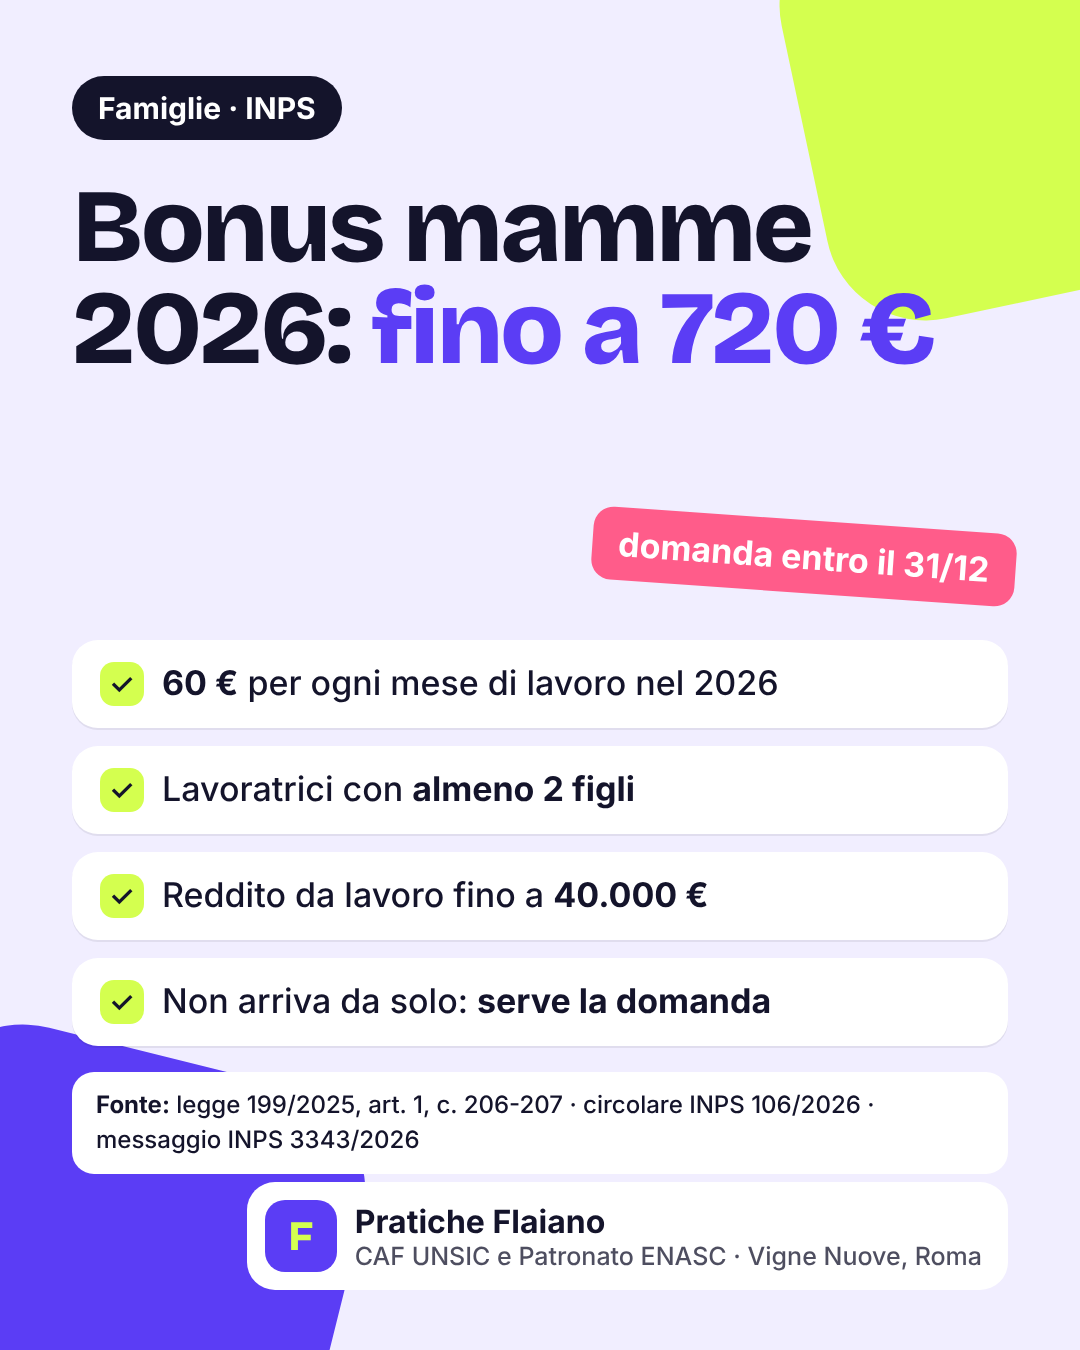 Famiglie · INPS
Bonus mamme
2026: fino a 720 €
domanda entro il 31/12
60 € per ogni mese di lavoro nel 2026
Lavoratrici con almeno 2 figli
Reddito da lavoro fino a 40.000 €
Non arriva da solo: serve la domanda
Fonte: legge 199/2025, art. 1, c. 206-207 · circolare INPS 106/2026 ·
messaggio INPS 3343/2026
F
Pratiche Flaiano
CAF UNSIC e Patronato ENASC · Vigne Nuove, Roma